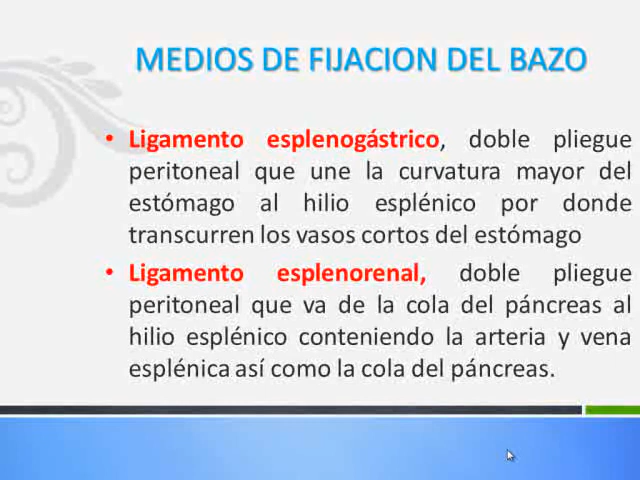 MEDIOS DE FIJACION DEL BAZO
• Ligamento esplenogástrico, doble pliegue
peritoneal que une la curvatura mayor del
estómago al hilio esplénico por donde
transcurren los vasos cortos del estómago
• Ligamento esplenorenal, doble pliegue
peritoneal que va de la cola del páncreas al
hilio esplénico conteniendo la arteria y vena
esplénica así como la cola del páncreas.